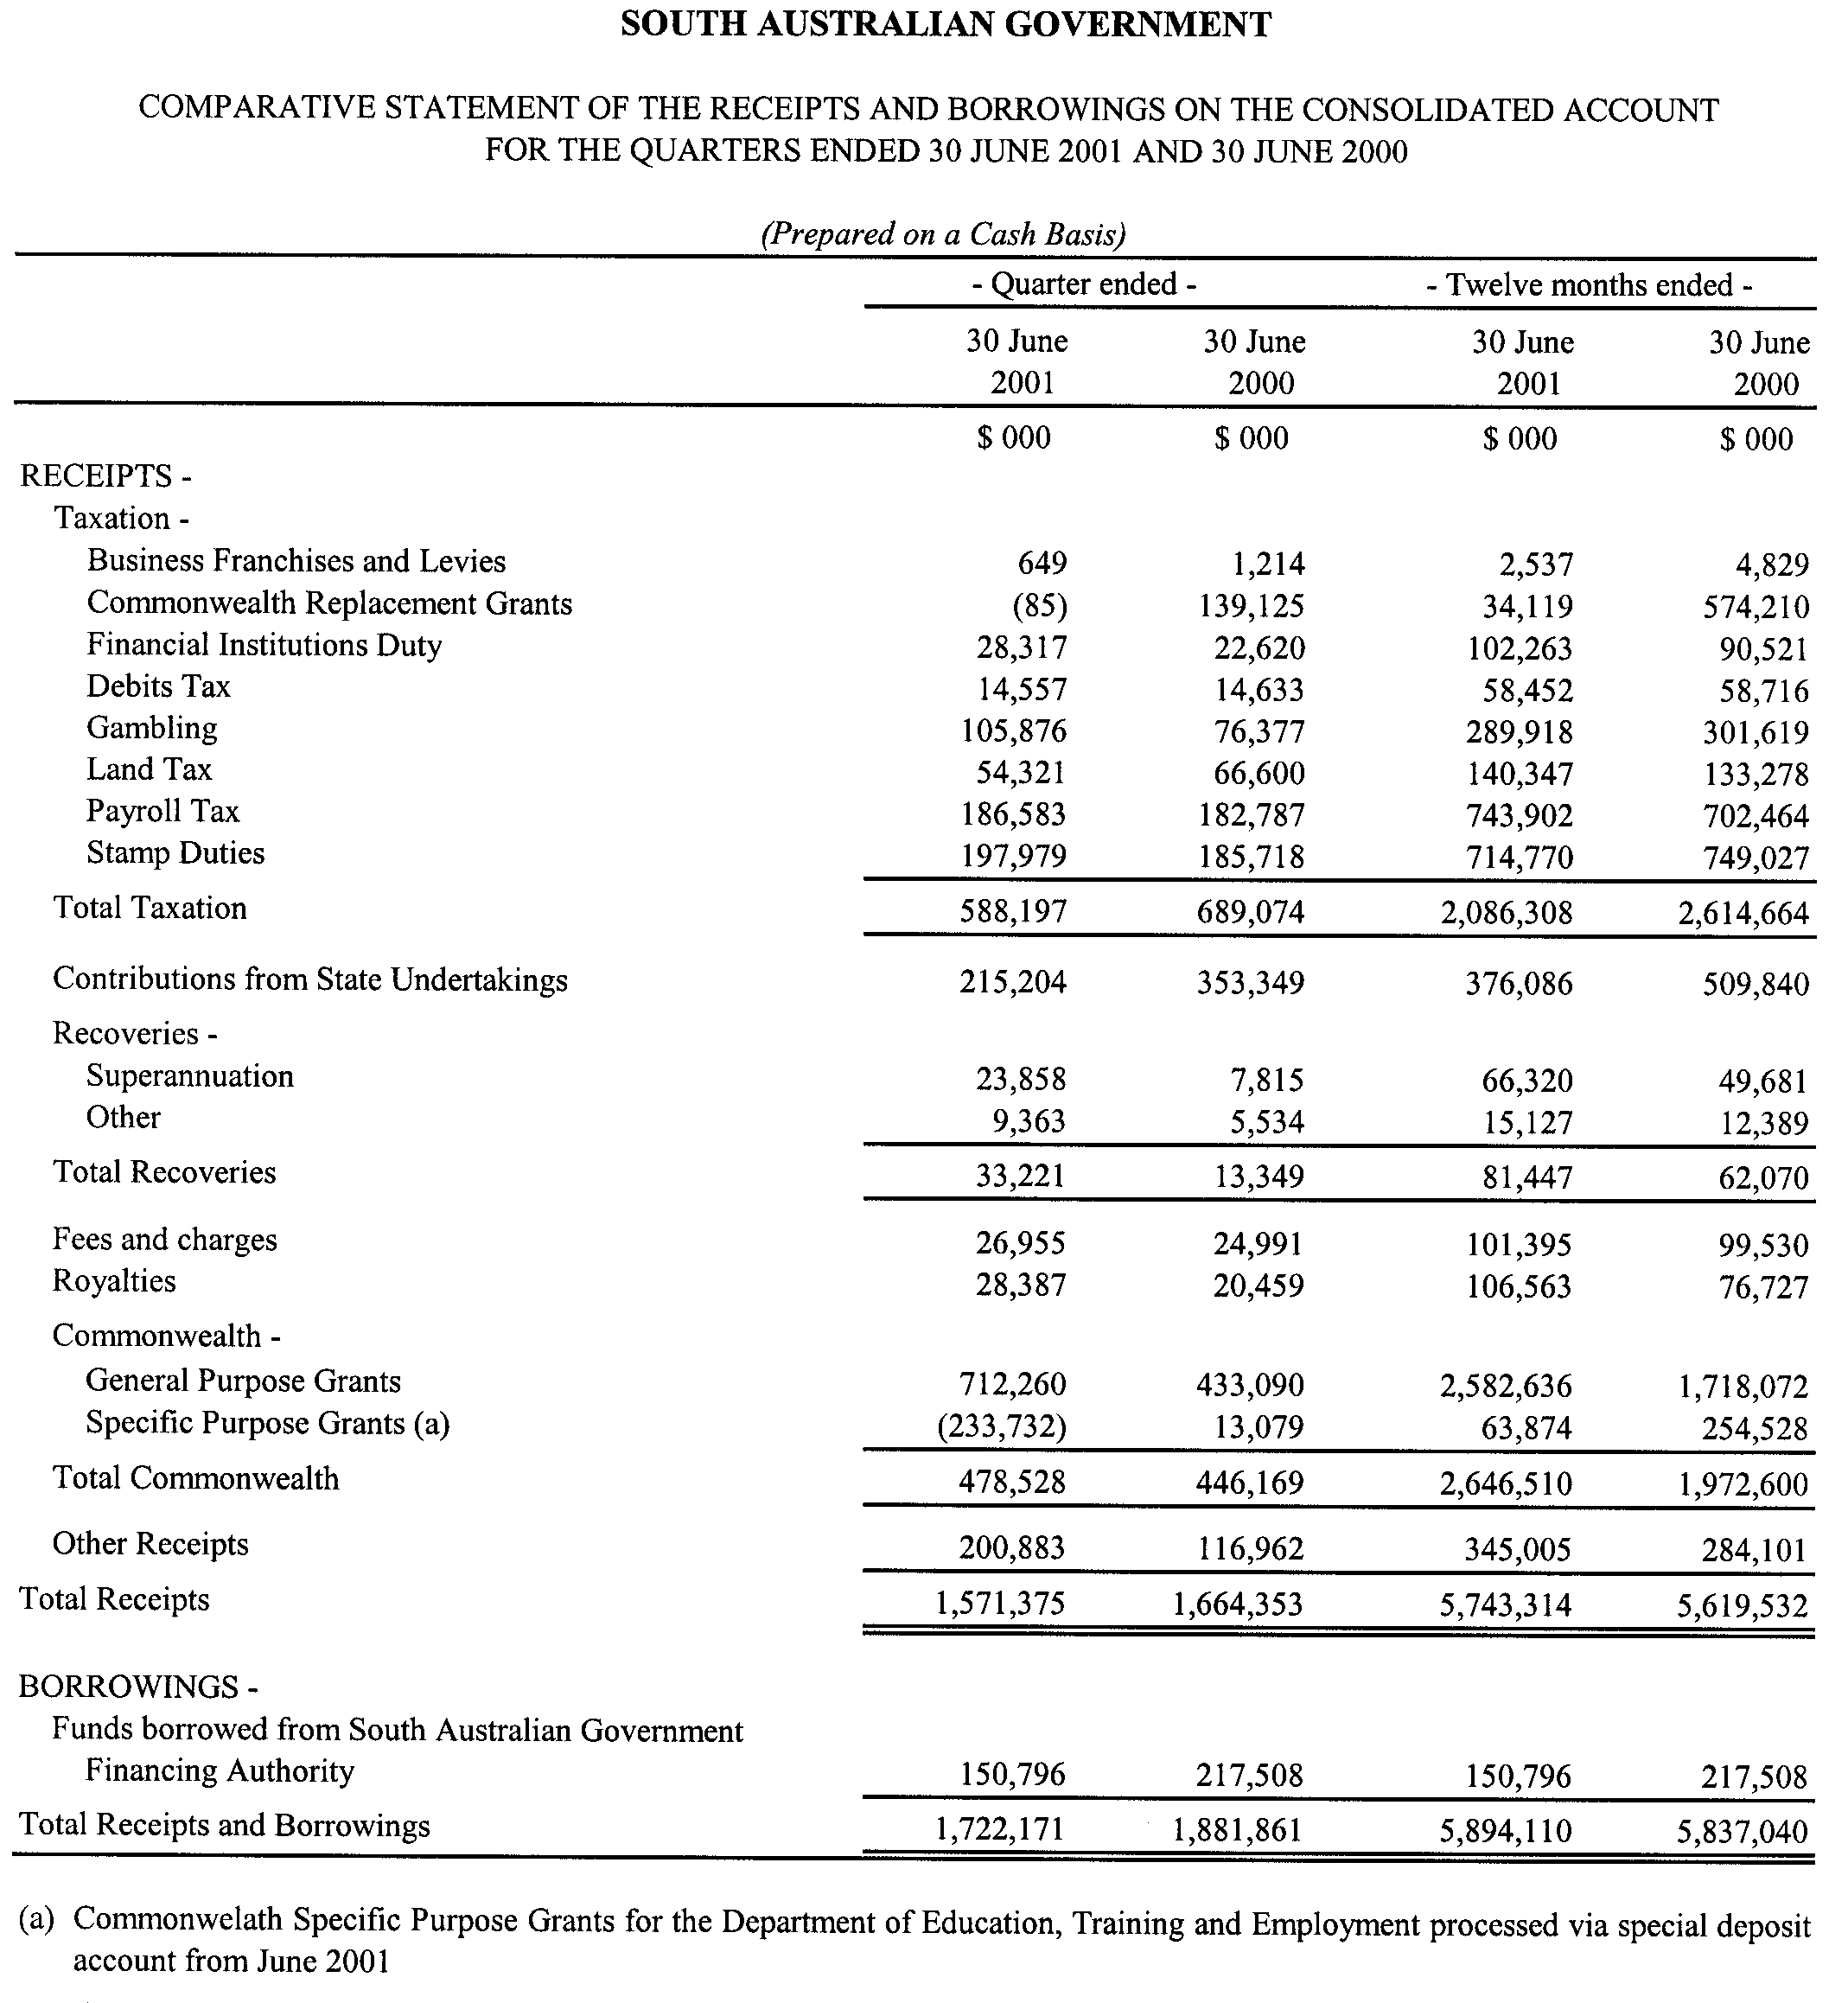 SOUTH AUSTRALIAN GOVERNMENT
COMPARATIVE STATEMENT OF THE RECEIPTS AND BORROWINGS ON THE CONSOLIDATED ACCOUNT
FOR THE QUARTERS ENDED 30 JUNE 2001 AND 30 JUNE 2000
(Prepared on a Cash Basis)
- Quarter ended - - Twelve months ended -
30 June 30 June 30 June 30 June
2001 2000 2001 2000
$ 000 $ 000 $ 000 $ 000
RECEIPTS -
Taxation -
Business Franchises and Levies 649 1,214 2,537 4,829
Commonwealth Replacement Grants (85) 139,125 34,119 574,210
Financial Institutions Duty 28,317 22,620 102,263 90,521
Debits Tax 14,557 14,633 58,452 58,716
Gambling 105,876 76,377 289,918 301,619
Land Tax 54,321 66,600 140,347 133,278
Payroll Tax 186,583 182,787 743,902 702,464
Stamp Duties 197,979 185,718 714,770 749,027
Total Taxation 588,197 689,074 2,086,308 2,614,664
Contributions from State Undertakings 215,204 353,349 376,086 509,840
Recoveries -
Superannuation 23,858 7,815 66,320 49,681
Other 9,363 5,534 15,127 12,389
Total Recoveries 33,221 13,349 81,447 62,070
Fees and charges 26,955 24,991 101,395 99,530
Royalties 28,387 20,459 106,563 76,727
Commonwealth -
General Purpose Grants 712,260 433,090 2,582,636 1,718,072
Specific Purpose Grants (a) (233,732) 13,079 63,874 254,528
Total Commonwealth 478,528 446,169 2,646,510 1,972,600
Other Receipts 200,883 116,962 345,005 284,101
Total Receipts 1,571,375 1,664,353 5,743,314 5,619,532
BORROWINGS -
Funds borrowed from South Australian Government
Financing Authority 150,796 217,508 150,796 217,508
Total Receipts and Borrowings 1,722,171 1,881,861 5,894,110 5,837,040
(a) Commonwelath Specific Purpose Grants for the Department of Education, Training and Employment processed via special deposit
account from June 2001